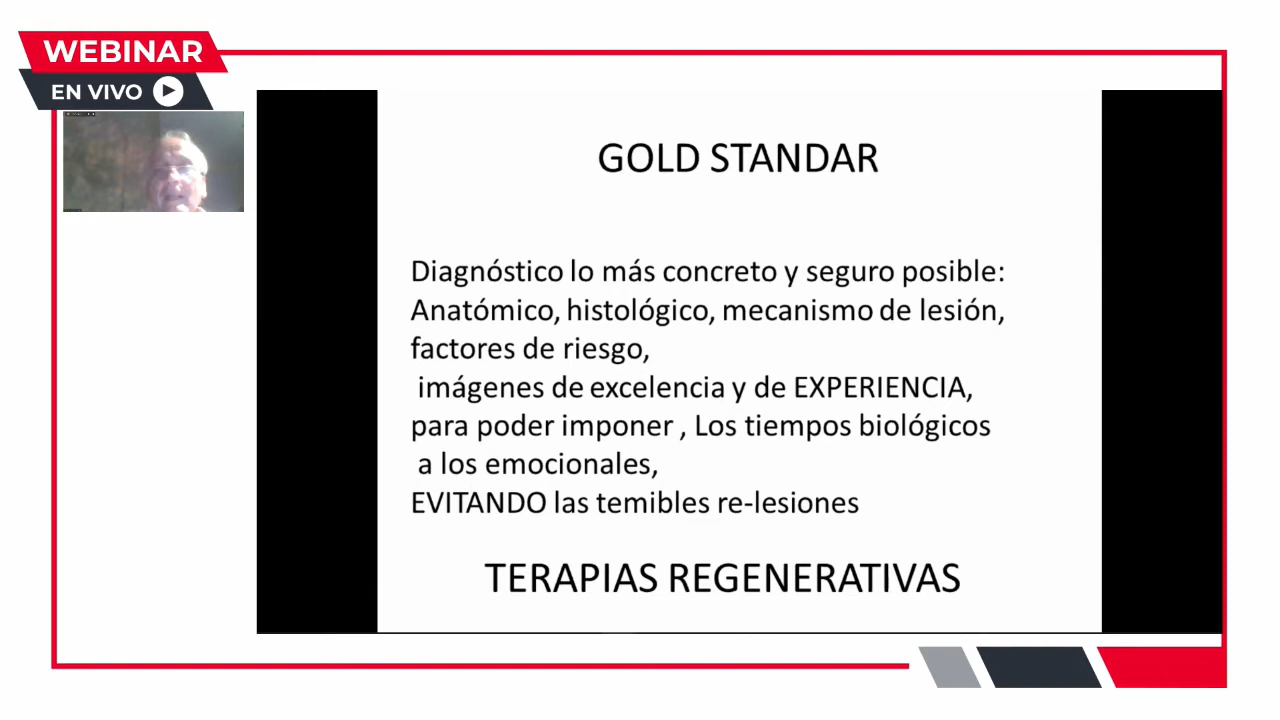 WEBINAR
EN VIVO
GOLD STANDAR
Diagnóstico lo más concreto y seguro posible:
Anatómico, histológico, mecanismo de lesión,
factores de riesgo,
imágenes de excelencia y de EXPERIENCIA,
para poder imponer , Los tiempos biológicos
a los emocionales,
EVITANDO las temibles re-lesiones
TERAPIAS REGENERATIVAS